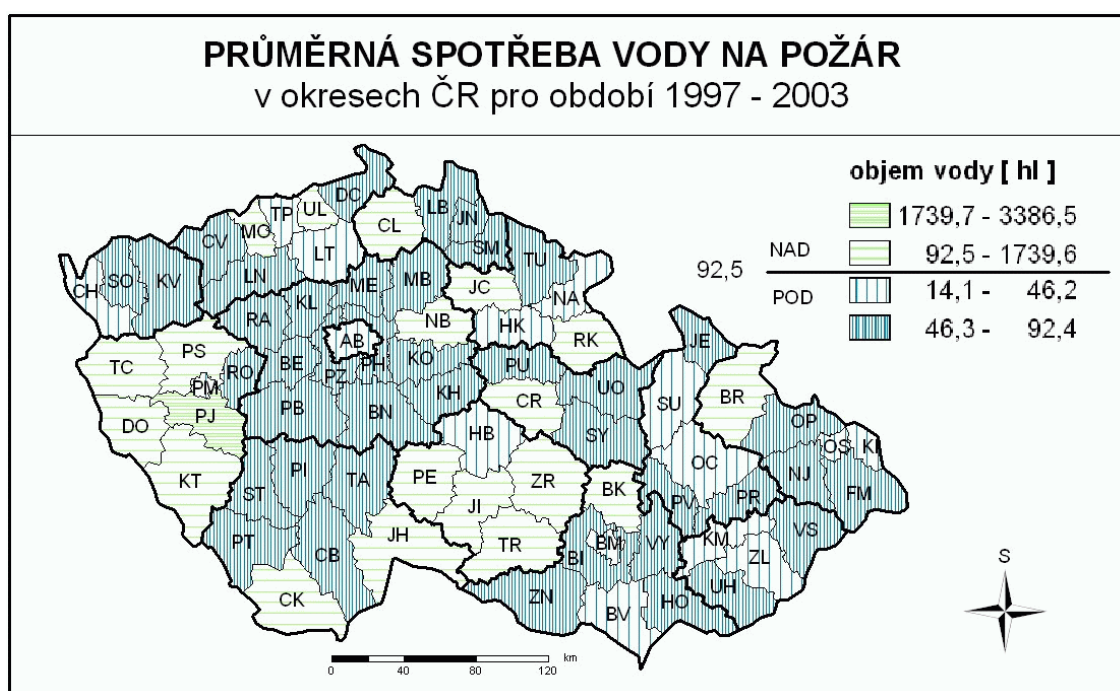 PRŮMĚRNÁ SPOTŘEBA VODY NA POŽÁR
v okresech ČR pro období 1997 - 2003
objem vody [ hl ]
1739,7 - 3386,5
92,5 NAD 92,5 - 1739,6
POD 14,1 - 46,2
46,3 - 92,4
DC
TP UL LB JN
CV MO CL
LT SM
CH SO KV LN ME MB TU
KL JC NA
RA NB HK
AB RK JE
TC PS BE KO
PM RO PZ PH PU UO
PJ PB BN KH CR SU BR
DO HB SY OP
KT ST PI TA OC OS KI
PE ZR BK NJ
JI PV PR FM
PT CB JH TR BM VY KM VS
BI ZL
CK ZN UH
BV HO
S
0 40 80 120 km